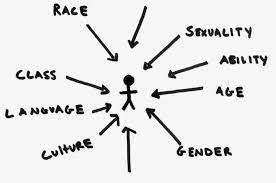 RACE
SEXUALITY
ABILITY
CLASS
AGE
LANGUAGE
CULTURE
GENDER